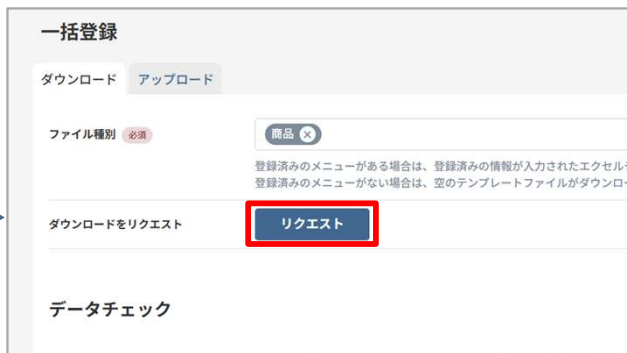 一括登録
ダウンロード アップロード
ファイル種別 必須 商品
登録済みのメニューがある場合は、登録済みの情報が入力されたエクセル
登録済みのメニューがない場合は、空のテンプレートファイルがダウンロー
ダウンロードをリクエスト リクエスト
データチェック